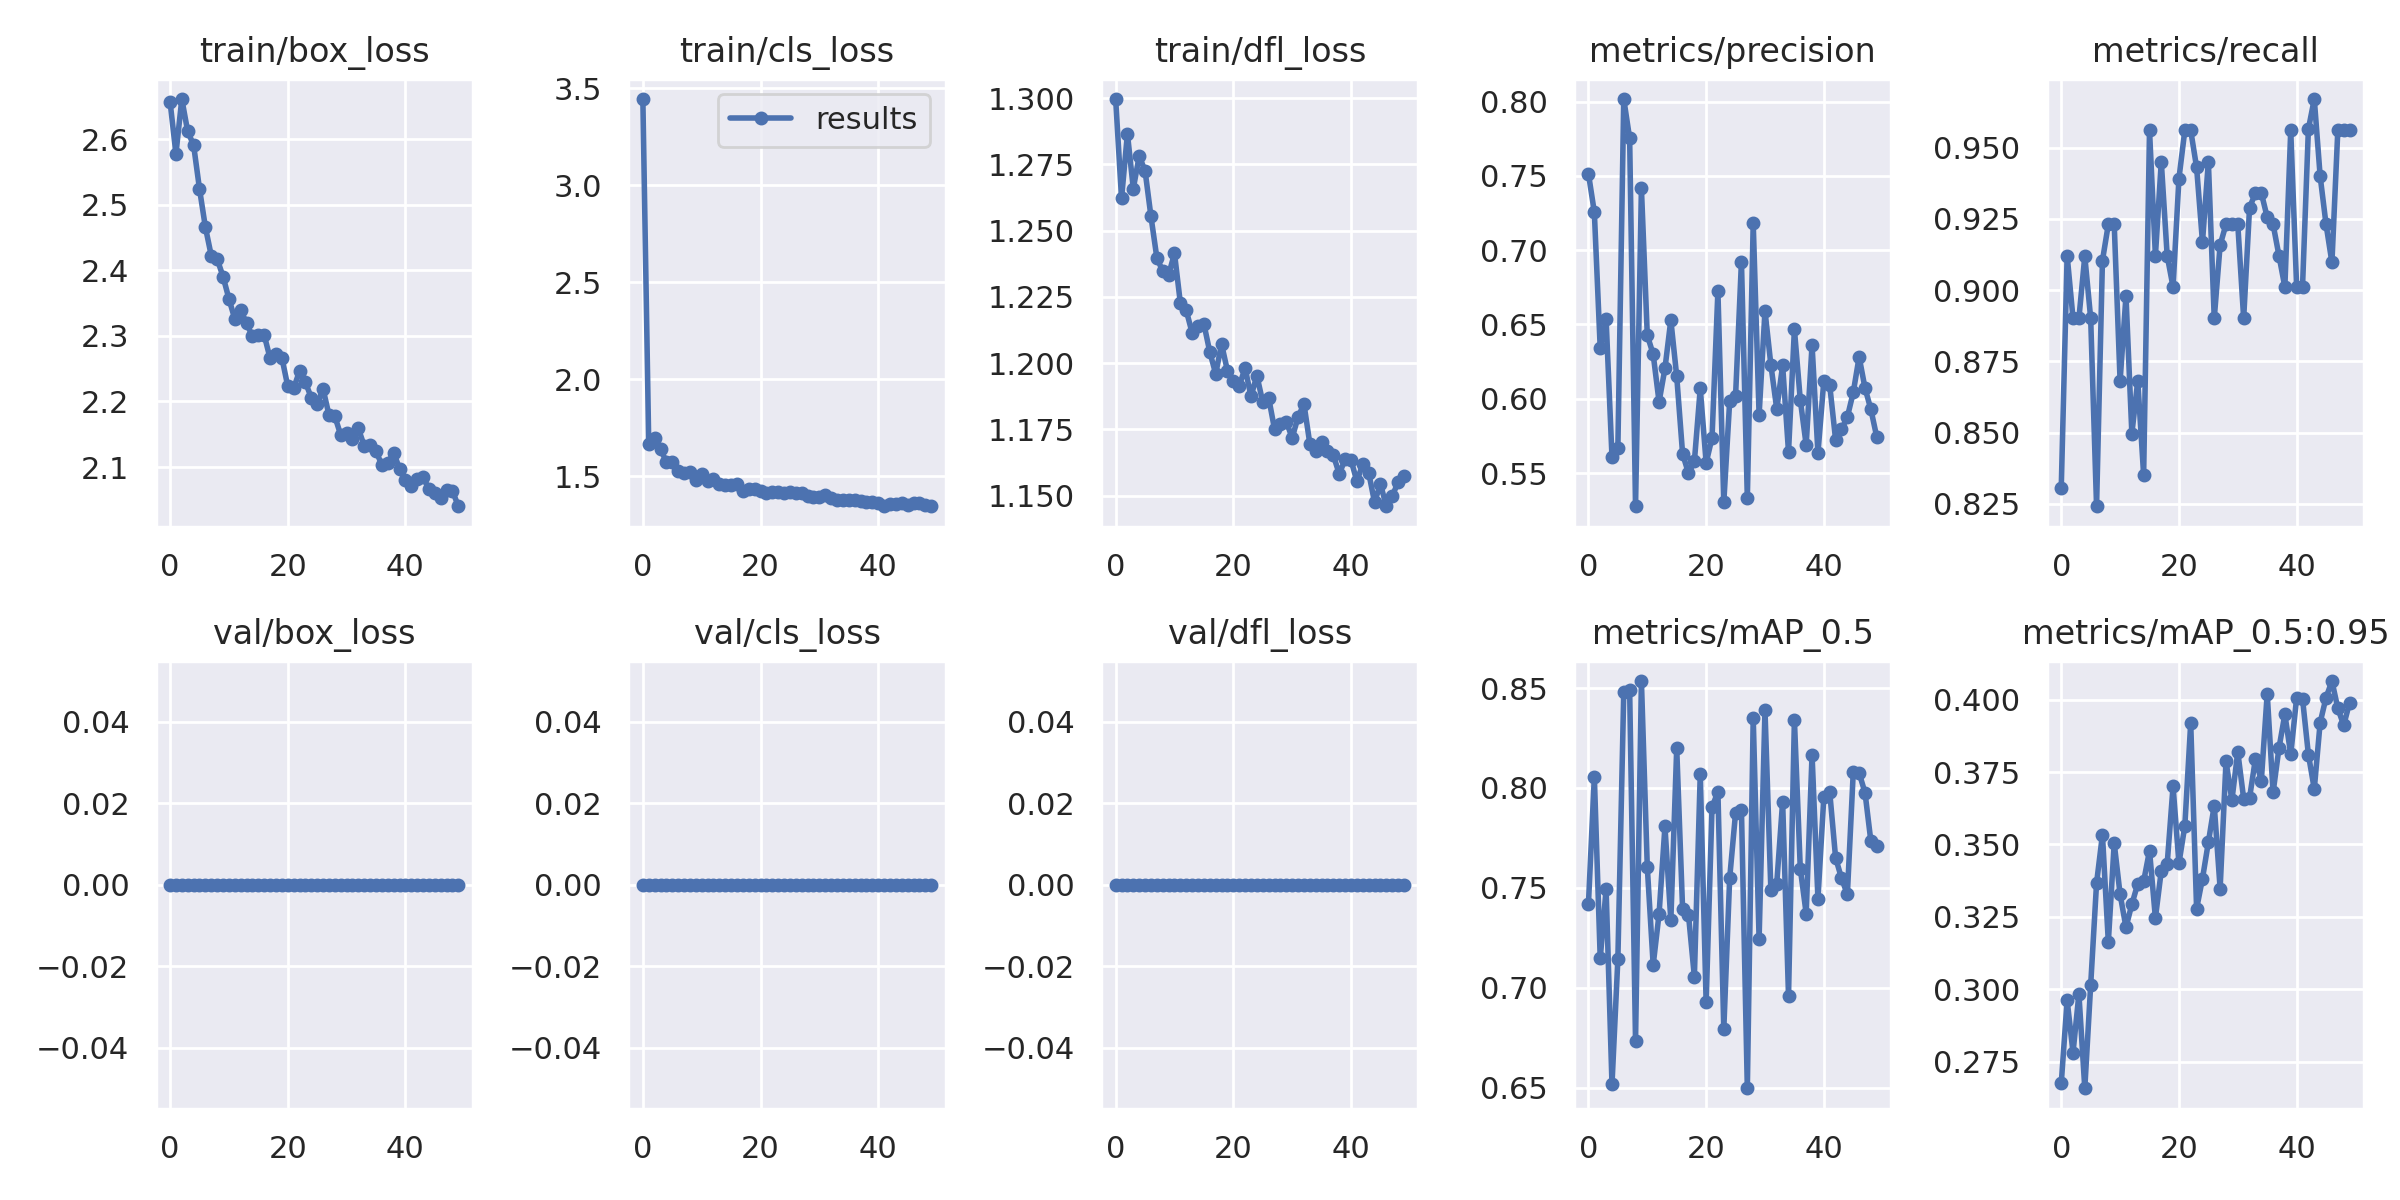 train/box_loss
2.6
2.5
2.4
2.3
2.2
2.1
0 20 40
train/cls_loss
results
3.5
3.0
2.5
2.0
1.5
0 20 40
train/dfl_loss
1.300
1.275
1.250
1.225
1.200
1.175
1.150
0 20 40
metrics/precision
0.80
0.75
0.70
0.65
0.60
0.55
0 20 40
metrics/recall
0.950
0.925
0.900
0.875
0.850
0.825
0 20 40
val/box_loss
0.04
0.02
0.00
−0.02
−0.04
0 20 40
val/cls_loss
0.04
0.02
0.00
−0.02
−0.04
0 20 40
val/dfl_loss
0.04
0.02
0.00
−0.02
−0.04
0 20 40
metrics/mAP_0.5
0.85
0.80
0.75
0.70
0.65
0 20 40
metrics/mAP_0.5:0.95
0.400
0.375
0.350
0.325
0.300
0.275
0 20 40